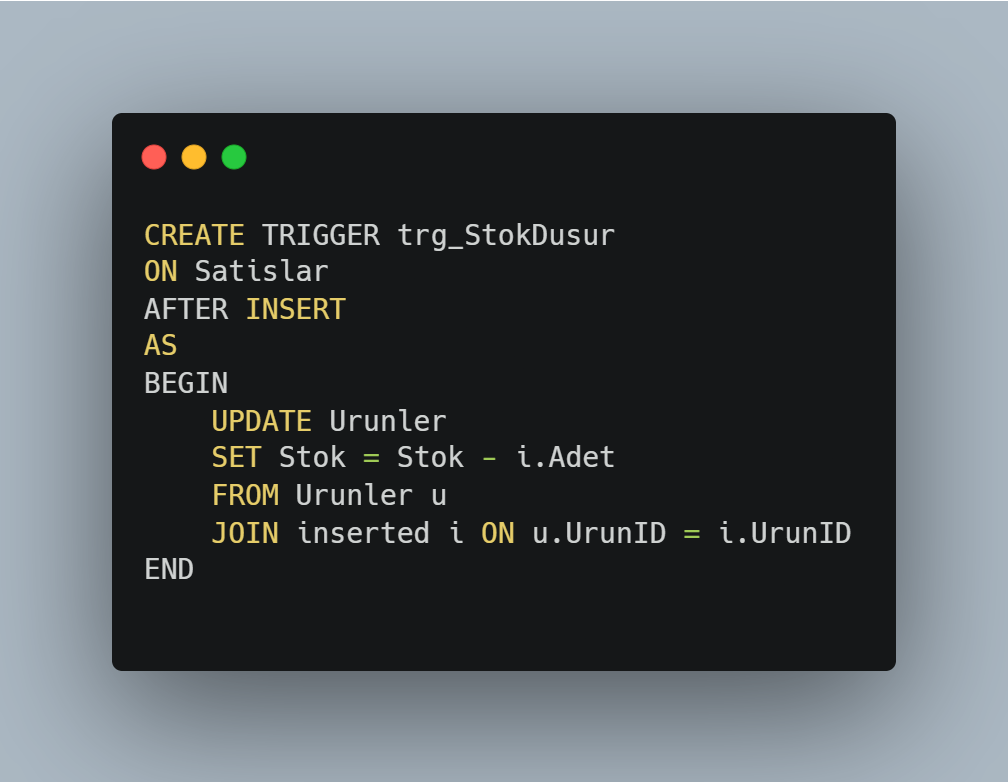 CREATE TRIGGER trg_StokDusur
ON Satislar
AFTER INSERT
AS
BEGIN
    UPDATE Urunler
    SET Stok = Stok - i.Adet
    FROM Urunler u
    JOIN inserted i ON u.UrunID = i.UrunID
END